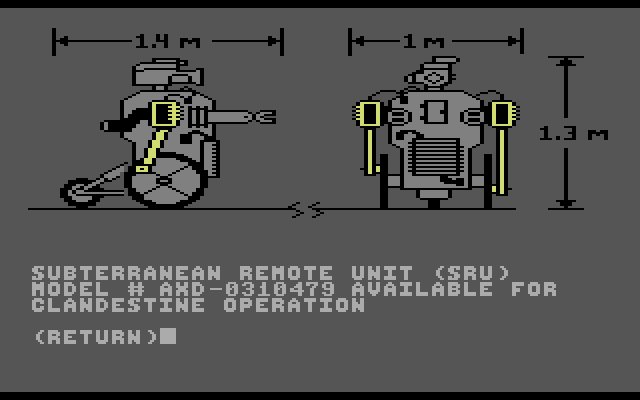 1.4 m
1 m
1.3 m
SUBTERRANEAN REMOTE UNIT (SRU)
MODEL # AXD-0310479 AVAILABLE FOR
CLANDESTINE OPERATION
(RETURN)